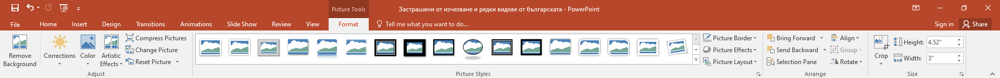 Picture Tools
Застрашени от изчезване и редки видове от българската - PowerPoint
File Home Insert Design Transitions Animations Slide Show Review View Format Tell me what you want to do... Sign in Share
Remove Background
Corrections
Color
Artistic Effects
Compress Pictures
Change Picture
Reset Picture
Adjust
Picture Styles
Picture Border
Picture Effects
Picture Layout
Bring Forward
Send Backward
Selection Pane
Align
Group
Rotate
Arrange
Crop
Height: 4.52"
Width: 3"
Size